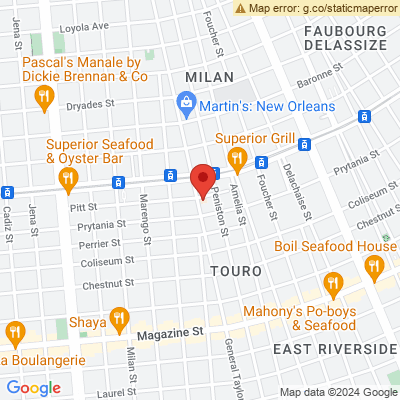 Map error: g.co/staticmaperror
Loyola Ave
Jena St
Foucher St
FAUBOURG
DELASSIZE
Pascal's Manale by
Dickie Brennan & Co
MILAN
Baronne St
Dryades St
Martin's: New Orleans
Superior Seafood
& Oyster Bar
Superior Grill
Prytania St
Cadiz St
Jena St
Pitt St
Marengo St
Peniston St
Amelia St
Foucher St
Delachaise St
Coliseum St
Chestnut St
Prytania St
Perrier St
Coliseum St
Chestnut St
Boil Seafood House
TOURO
Shaya
Mahony's Po-boys
& Seafood
Magazine St
a Boulangerie
Milan St
General Taylor
EAST RIVERSIDE
Laurel St
Google
Map data ©2024 Google